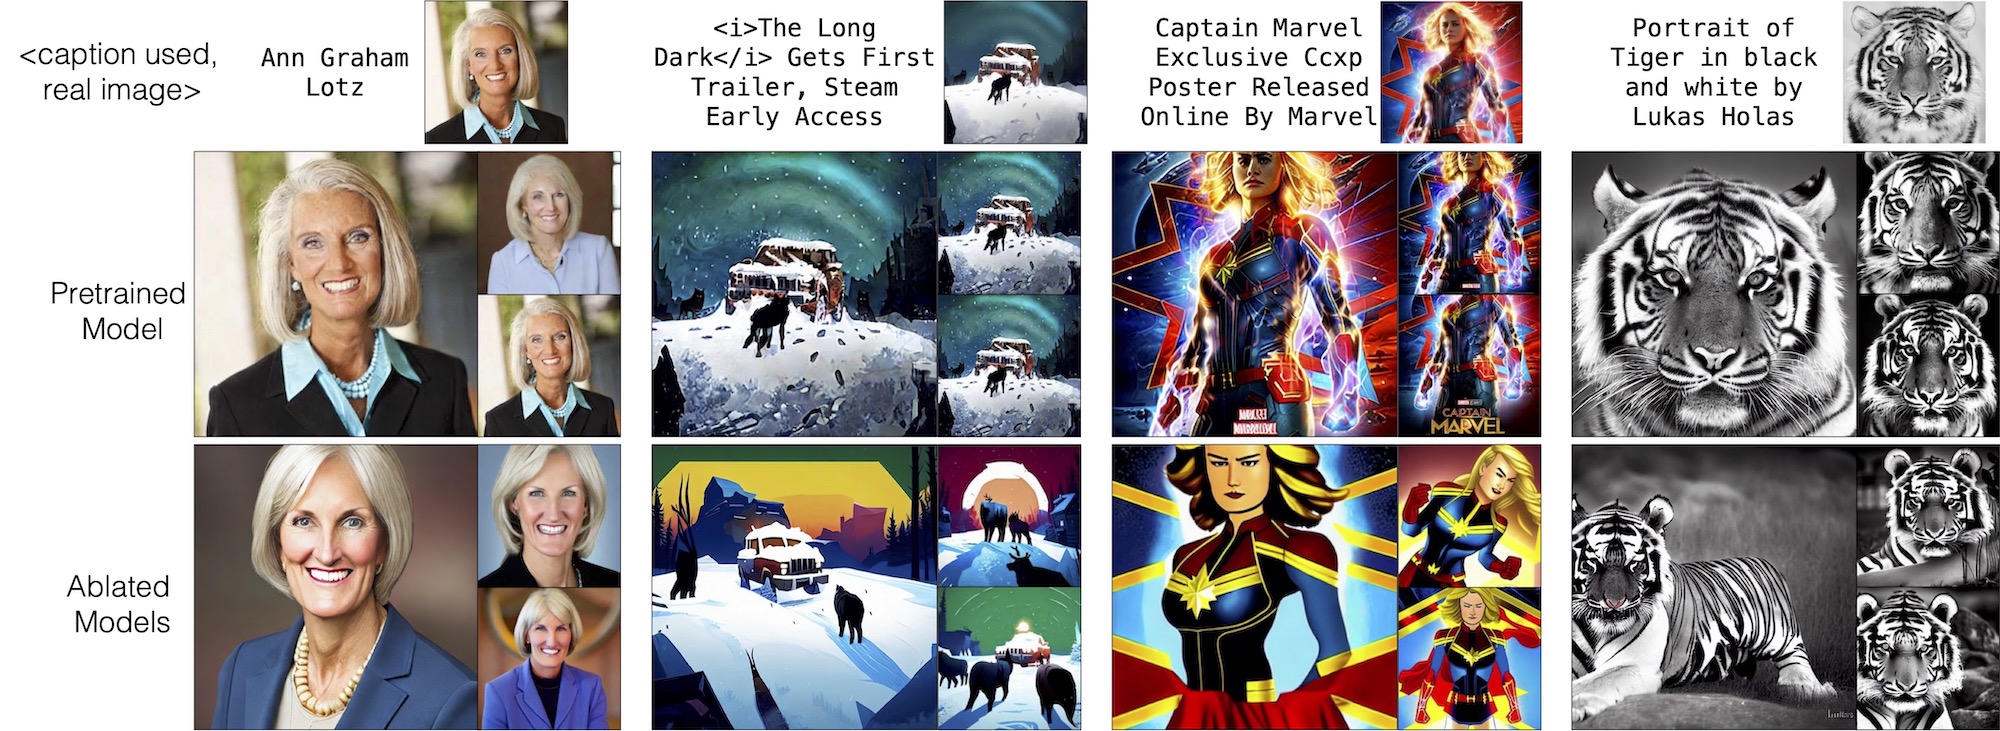 <caption used,
real image>
Ann Graham
Lotz
<i>The Long
Dark</i> Gets First
Trailer, Steam
Early Access
Captain Marvel
Exclusive Ccxp
Poster Released
Online By Marvel
Portrait of
Tiger in black
and white by
Lukas Holas
Pretrained
Model
CAPTAIN
MARVEL
Ablated
Models